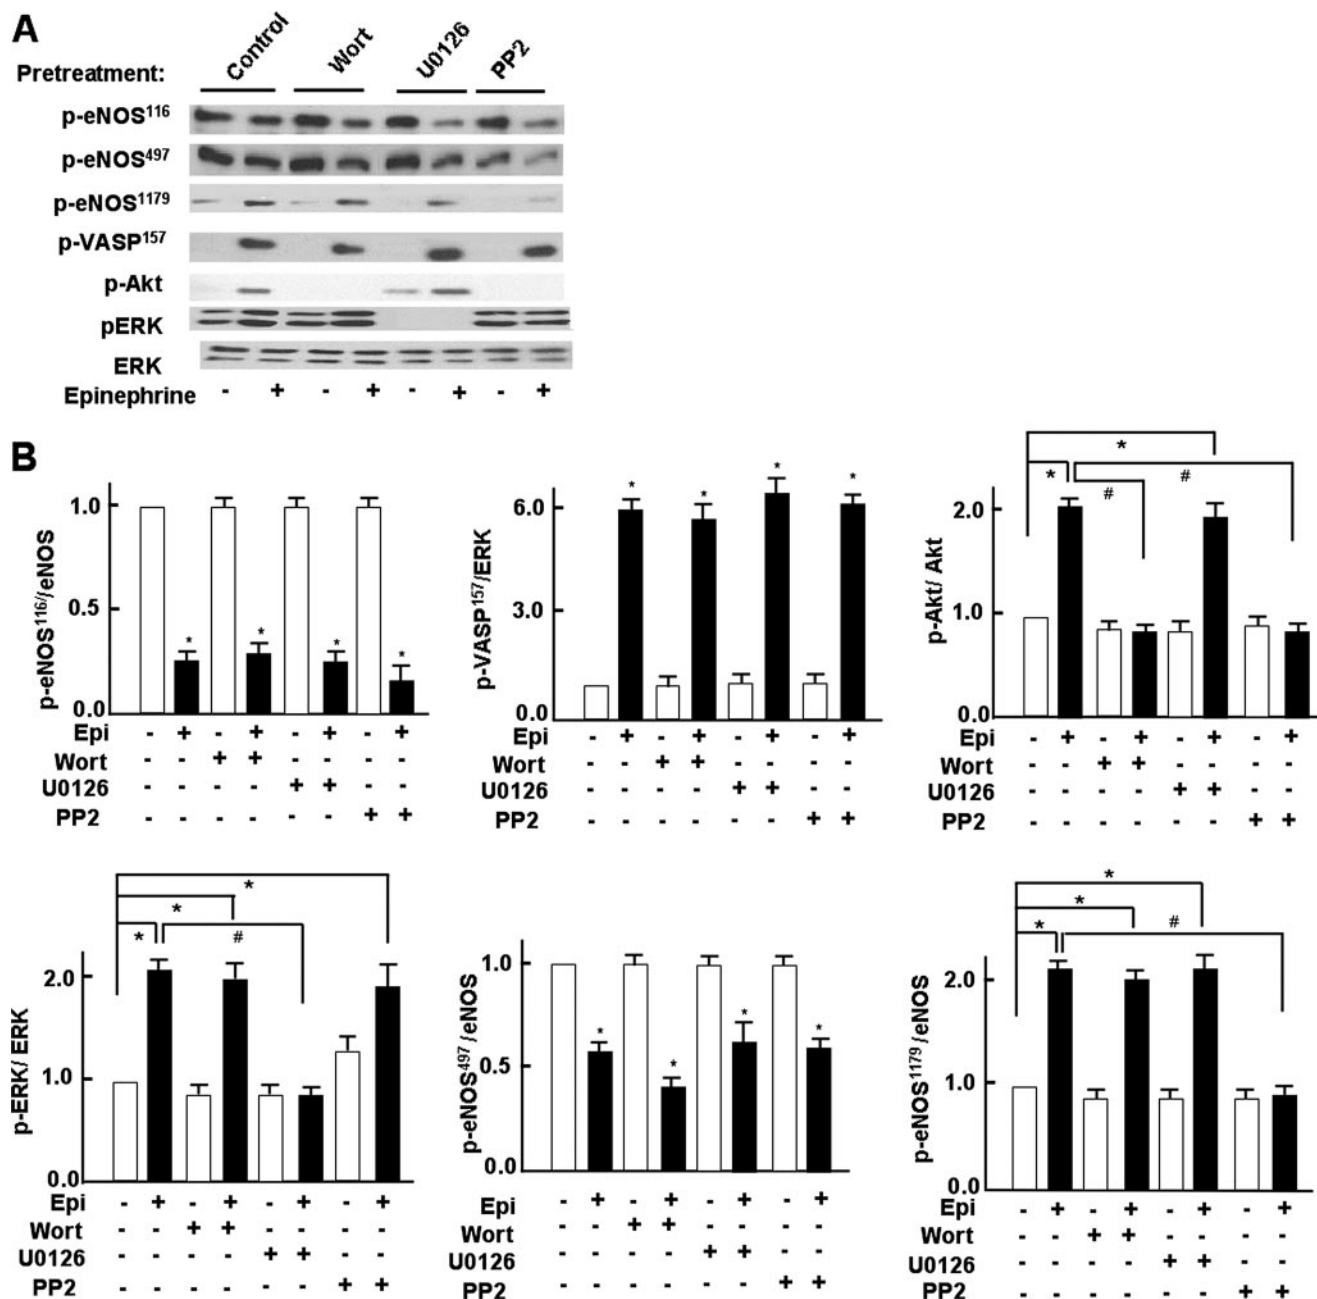 A
Pretreatment:
Control
Wort
U0126
PP2
p-eNOS116
p-eNOS497
p-eNOS1179
p-VASP157
p-Akt
pERK
ERK
Epinephrine - + - + - + - +
B
p-eNOS116/eNOS
1.0
0.5
0.0
* * * *
Epi - + - + - + - +
Wort - - + + - - - -
U0126 - - - - + + - -
PP2 - - - - - - + +
p-VASP157/ERK
6.0
3.0
0.0
* * * *
Epi - + - + - + - +
Wort - - + + - - - -
U0126 - - - - + + - -
PP2 - - - - - - + +
p-Akt/ Akt
2.0
1.0
0.0
*
* #
#
Epi - + - + - + - +
Wort - - + + - - - -
U0126 - - - - + + - -
PP2 - - - - - - + +
p-ERK/ ERK
2.0
1.0
0.0
*
*
* #
Epi - + - + - + - +
Wort - - + + - - - -
U0126 - - - - + + - -
PP2 - - - - - - + +
p-eNOS497/eNOS
1.0
0.5
0.0
* * * *
Epi - + - + - + - +
Wort - - + + - - - -
U0126 - - - - + + - -
PP2 - - - - - - + +
p-eNOS1179/eNOS
2.0
1.0
0.0
*
*
* #
Epi - + - + - + - +
Wort - - + + - - - -
U0126 - - - - + + - -
PP2 - - - - - - + +